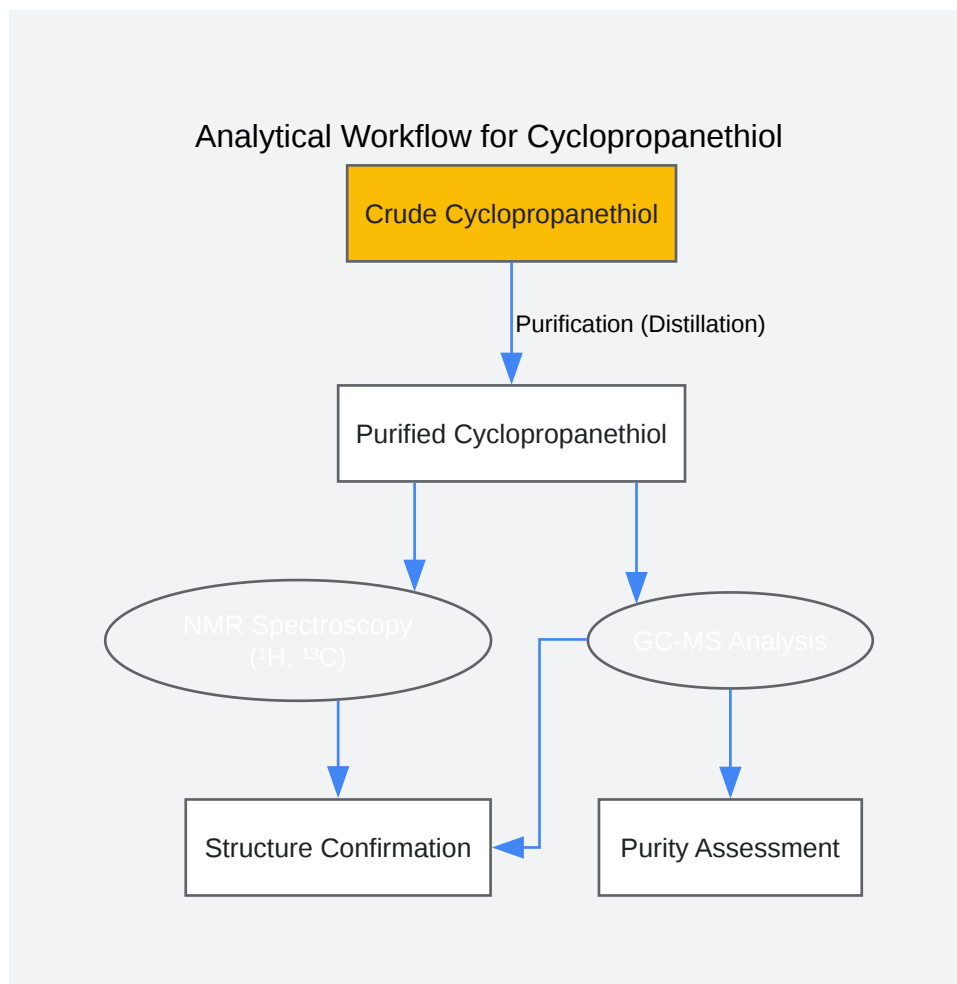 Analytical Workflow for Cyclopropanethiol
Crude Cyclopropanethiol
Purification (Distillation)
Purified Cyclopropanethiol
NMR Spectroscopy
(¹H, ¹³C)
GC-MS Analysis
Structure Confirmation
Purity Assessment